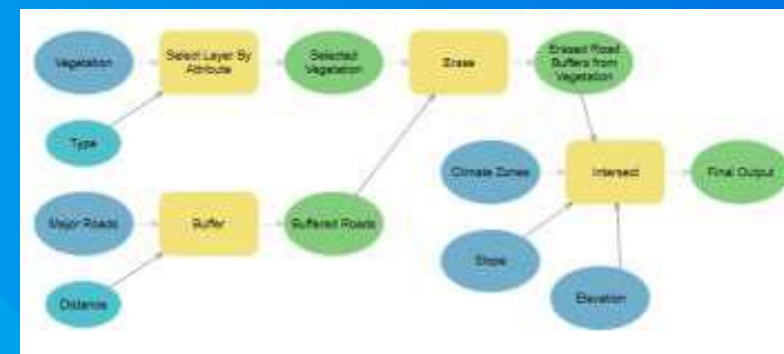 Vegetation
Select Layer By
Attribute
Selected
Vegetation
Erase
Erased Road
Buffers from
Vegetation
Type
Climate Zones
Intersect
Final Output
Major Roads
Buffer
Buffered Roads
Slope
Distance
Elevation